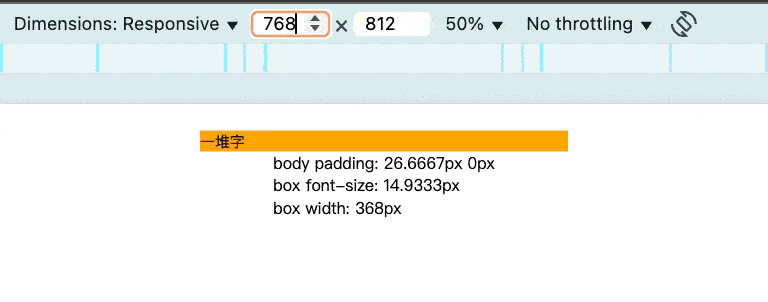 Dimensions: Responsive ▼ 768 × 812 50% ▼ No throttling ▼
一堆字
body padding: 26.6667px 0px
box font-size: 14.9333px
box width: 368px